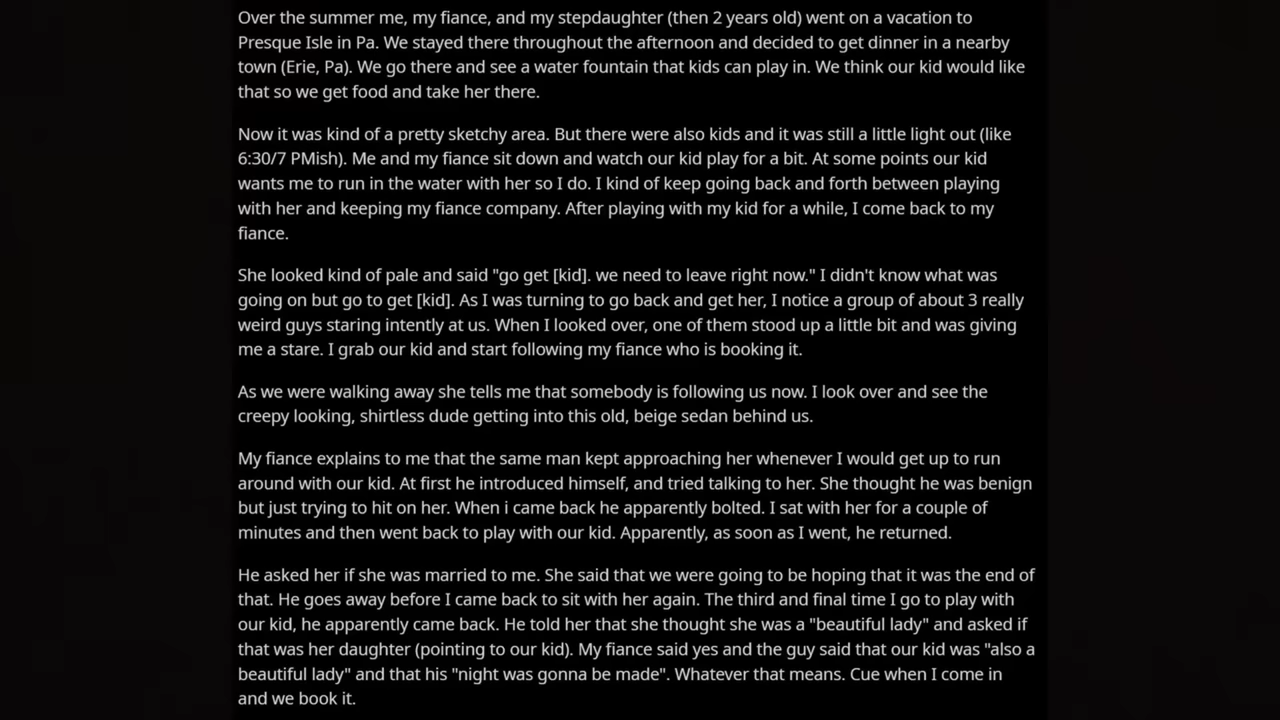 Over the summer me, my fiance, and my stepdaughter (then 2 years old) went on a vacation to
Presque Isle in Pa. We stayed there throughout the afternoon and decided to get dinner in a nearby
town (Erie, Pa). We go there and see a water fountain that kids can play in. We think our kid would like
that so we get food and take her there.
Now it was kind of a pretty sketchy area. But there were also kids and it was still a little light out (like
6:30/7 PMish). Me and my fiance sit down and watch our kid play for a bit. At some points our kid
wants me to run in the water with her so I do. I kind of keep going back and forth between playing
with her and keeping my fiance company. After playing with my kid for a while, I come back to my
fiance.
She looked kind of pale and said "go get [kid]. we need to leave right now." I didn't know what was
going on but go to get [kid]. As I was turning to go back and get her, I notice a group of about 3 really
weird guys staring intently at us. When I looked over, one of them stood up a little bit and was giving
me a stare. I grab our kid and start following my fiance who is booking it.
As we were walking away she tells me that somebody is following us now. I look over and see the
creepy looking, shirtless dude getting into this old, beige sedan behind us.
My fiance explains to me that the same man kept approaching her whenever I would get up to run
around with our kid. At first he introduced himself, and tried talking to her. She thought he was benign
but just trying to hit on her. When i came back he apparently bolted. I sat with her for a couple of
minutes and then went back to play with our kid. Apparently, as soon as I went, he returned.
He asked her if she was married to me. She said that we were going to be hoping that it was the end of
that. He goes away before I came back to sit with her again. The third and final time I go to play with
our kid, he apparently came back. He told her that she thought she was a "beautiful lady" and asked if
that was her daughter (pointing to our kid). My fiance said yes and the guy said that our kid was "also a
beautiful lady" and that his "night was gonna be made". Whatever that means. Cue when I come in
and we book it.